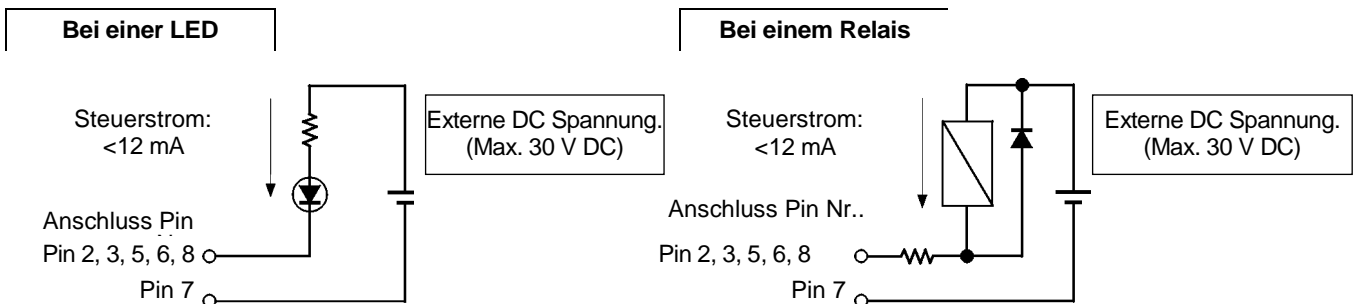 Bei einer LED
Steuerstrom:
<12 mA
Externe DC Spannung.
(Max. 30 V DC)
Anschluss Pin
Pin 2, 3, 5, 6, 8
Pin 7
Bei einem Relais
Steuerstrom:
<12 mA
Externe DC Spannung.
(Max. 30 V DC)
Anschluss Pin Nr..
Pin 2, 3, 5, 6, 8
Pin 7